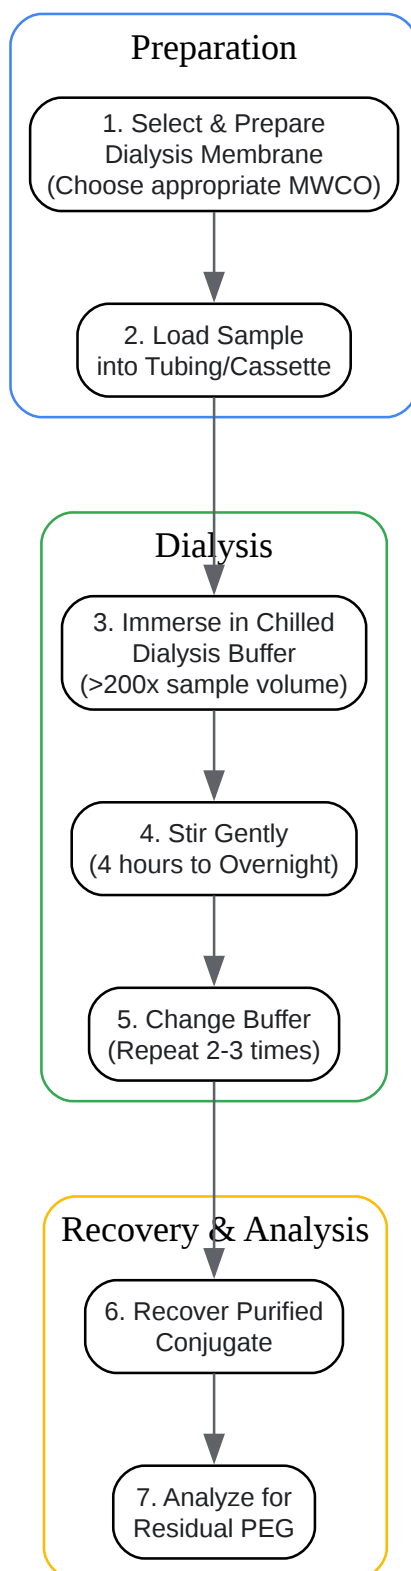 Preparation
1. Select & Prepare
Dialysis Membrane
(Choose appropriate MWCO)
2. Load Sample
into Tubing/Cassette
Dialysis
3. Immerse in Chilled
Dialysis Buffer
(>200x sample volume)
4. Stir Gently
(4 hours to Overnight)
5. Change Buffer
(Repeat 2-3 times)
Recovery & Analysis
6. Recover Purified
Conjugate
7. Analyze for
Residual PEG